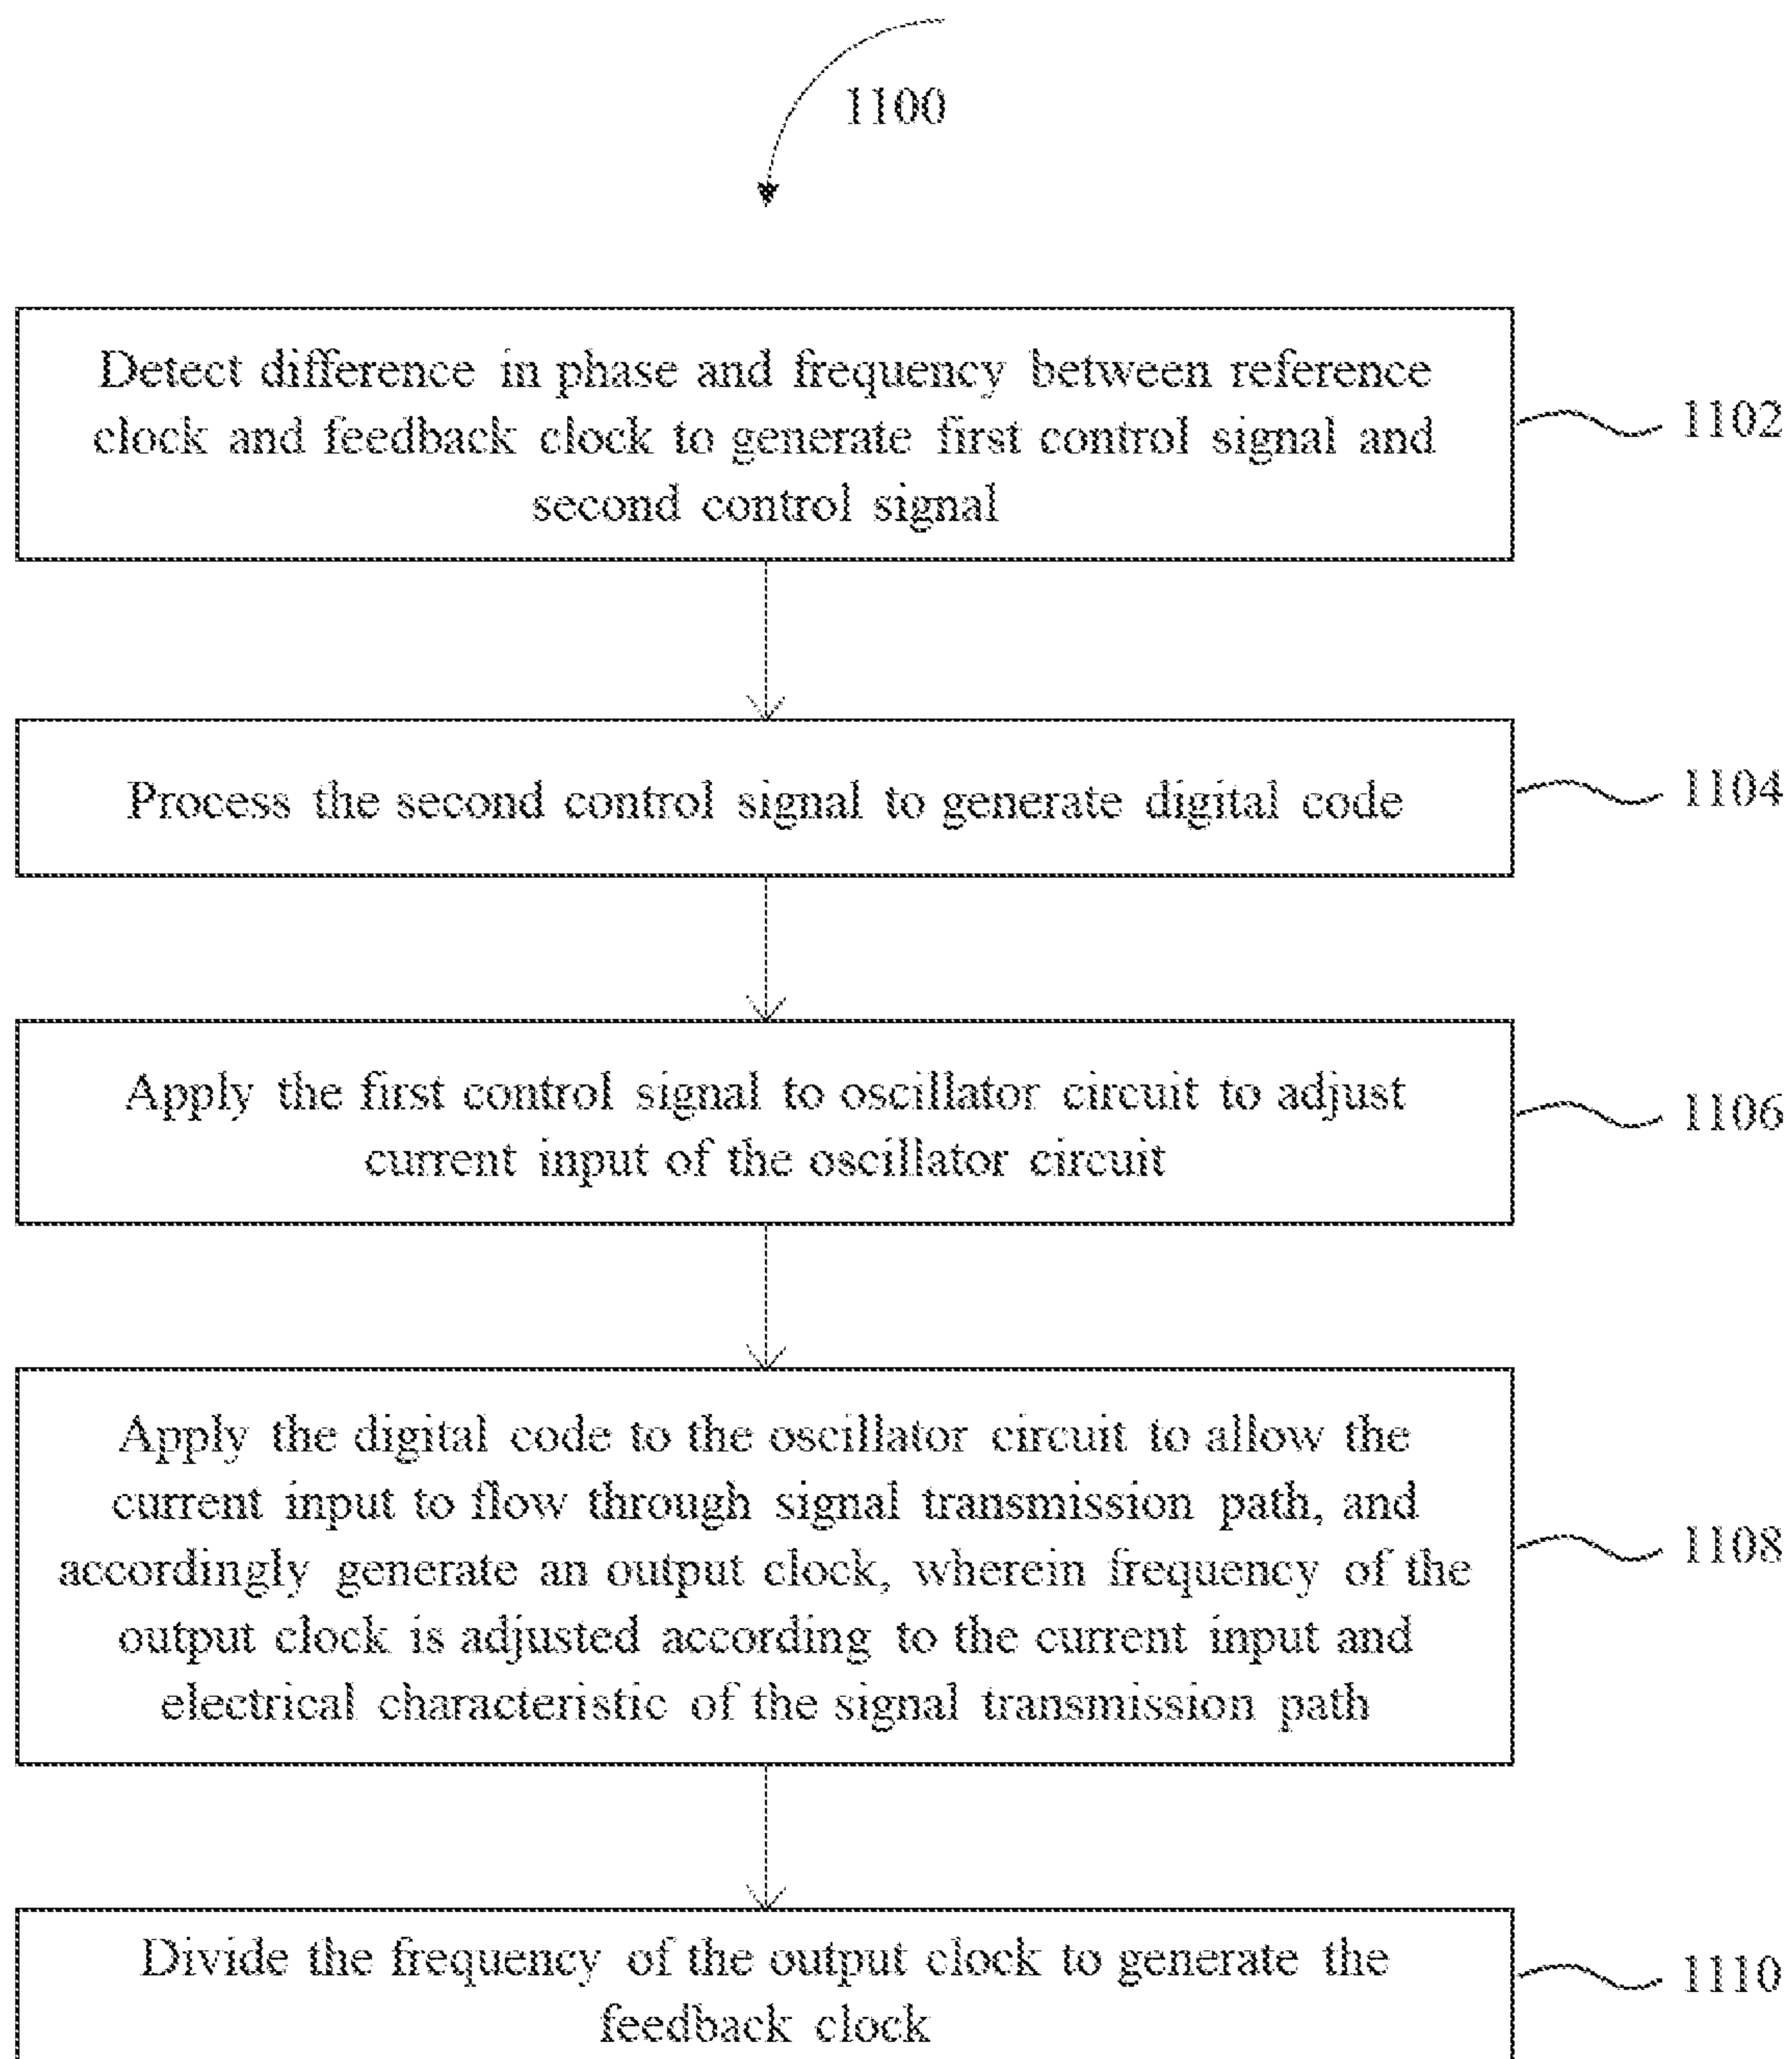 1100
Detect difference in phase and frequency between reference
clock and feedback clock to generate first control signal and
second control signal
1102
Process the second control signal to generate digital code
1104
Apply the first control signal to oscillator circuit to adjust
current input of the oscillator circuit
1106
Apply the digital code to the oscillator circuit to allow the
current input to flow through signal transmission path, and
accordingly generate an output clock, wherein frequency of the
output clock is adjusted according to the current input and
electrical characteristic of the signal transmission path
1108
Divide the frequency of the output clock to generate the
feedback clock
1110